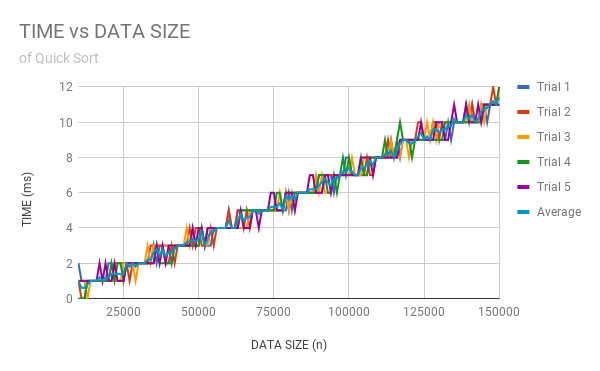 TIME vs DATA SIZE
of Quick Sort
TIME (ms)
12
10
8
6
4
2
0
25000 50000 75000 100000 125000 150000
DATA SIZE (n)
Trial 1
Trial 2
Trial 3
Trial 4
Trial 5
Average